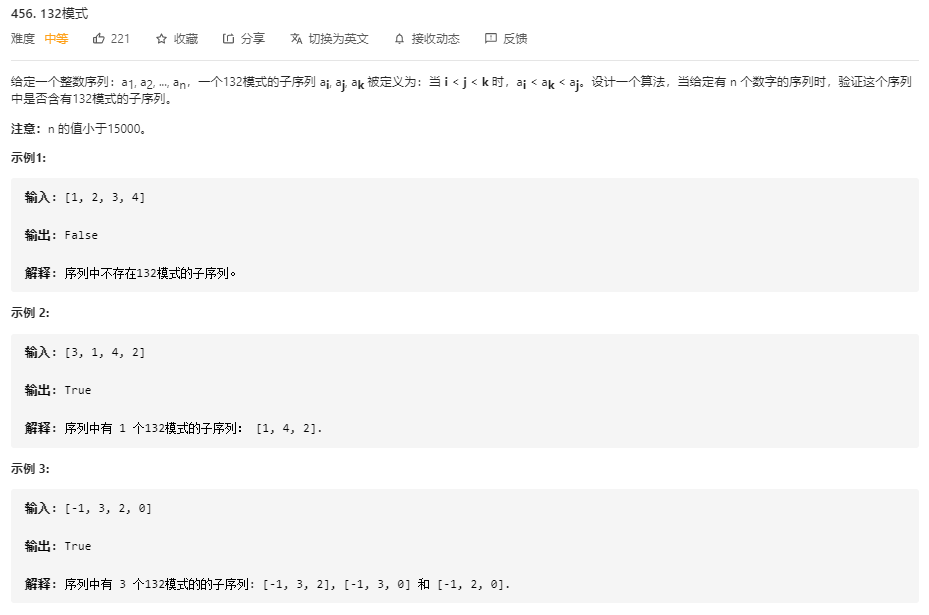 456. 132模式
难度 中等 221 收藏 分享 切换为英文 接收动态 反馈
给定一个整数序列：a1, a2, ..., an，一个132模式的子序列 ai, aj, ak 被定义为：当 i < j < k 时，ai < ak < aj。设计一个算法，当给定有 n 个数字的序列时，验证这个序列
中是否含有132模式的子序列。
注意：n 的值小于15000。
示例1:
输入: [1, 2, 3, 4]
输出: False
解释: 序列中不存在132模式的子序列。
示例 2:
输入: [3, 1, 4, 2]
输出: True
解释: 序列中有 1 个132模式的子序列： [1, 4, 2].
示例 3:
输入: [-1, 3, 2, 0]
输出: True
解释: 序列中有 3 个132模式的的子序列: [-1, 3, 2], [-1, 3, 0] 和 [-1, 2, 0].